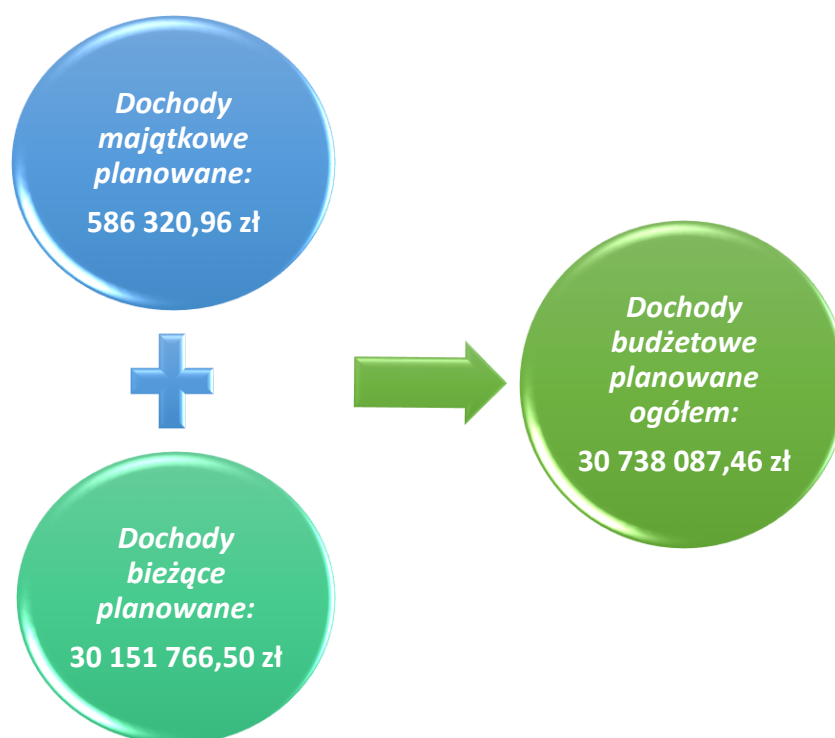 Dochody
majątkowe
planowane:
586 320,96 zł
Dochody
bieżące
planowane:
30 151 766,50 zł
Dochody
budżetowe
planowane
ogółem:
30 738 087,46 zł